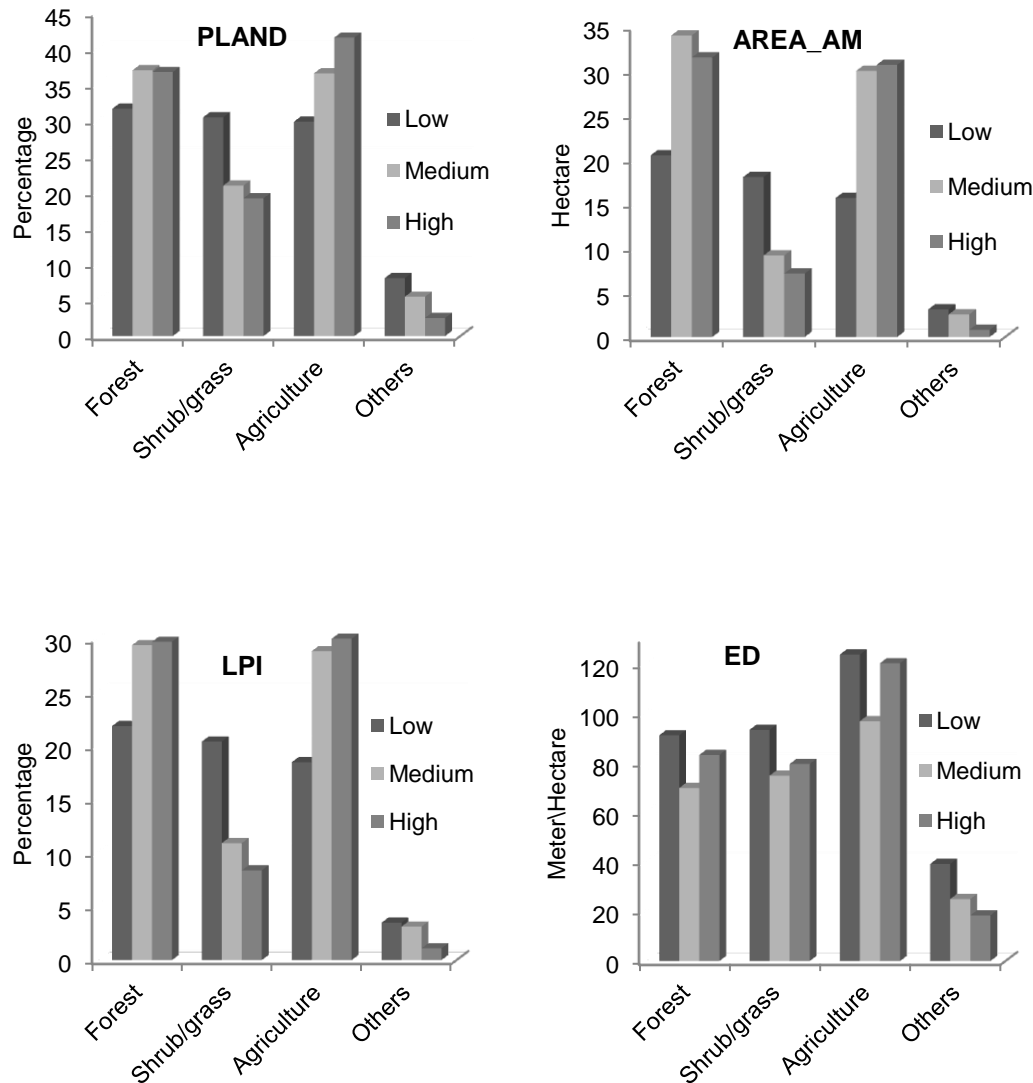 PLAND
Percentage
45
40
35
30
25
20
15
10
5
0
Forest
Shrub/grass
Agriculture
Others
Low
Medium
High
AREA_AM
Hectare
35
30
25
20
15
10
5
0
Forest
Shrub/grass
Agriculture
Others
Low
Medium
High
LPI
Percentage
30
25
20
15
10
5
0
Forest
Shrub/grass
Agriculture
Others
Low
Medium
High
ED
Meter\Hectare
120
100
80
60
40
20
0
Forest
Shrub/grass
Agriculture
Others
Low
Medium
High